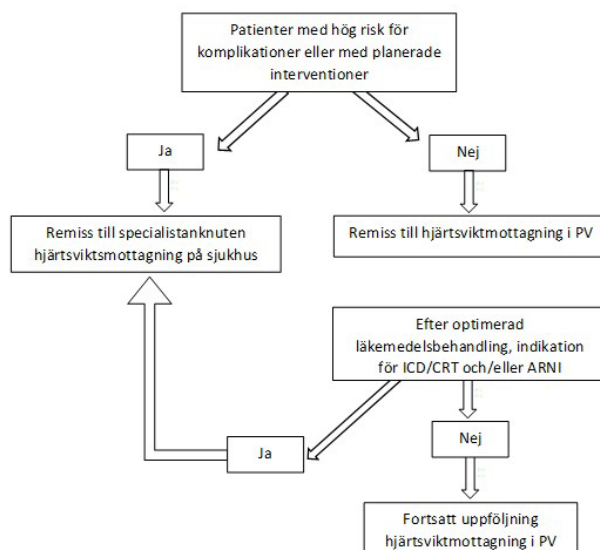 Patienter med hög risk för
komplikationer eller med planerade
interventioner
Ja
Nej
Remiss till specialistanknuten
hjärtsviktsmottagning på sjukhus
Remiss till hjärtsviktmottagning i PV
Efter optimerad
läkemedelsbehandling, indikation
för ICD/CRT och/eller ARNI
Ja
Nej
Fortsatt uppföljning
hjärtsviktmottagning i PV